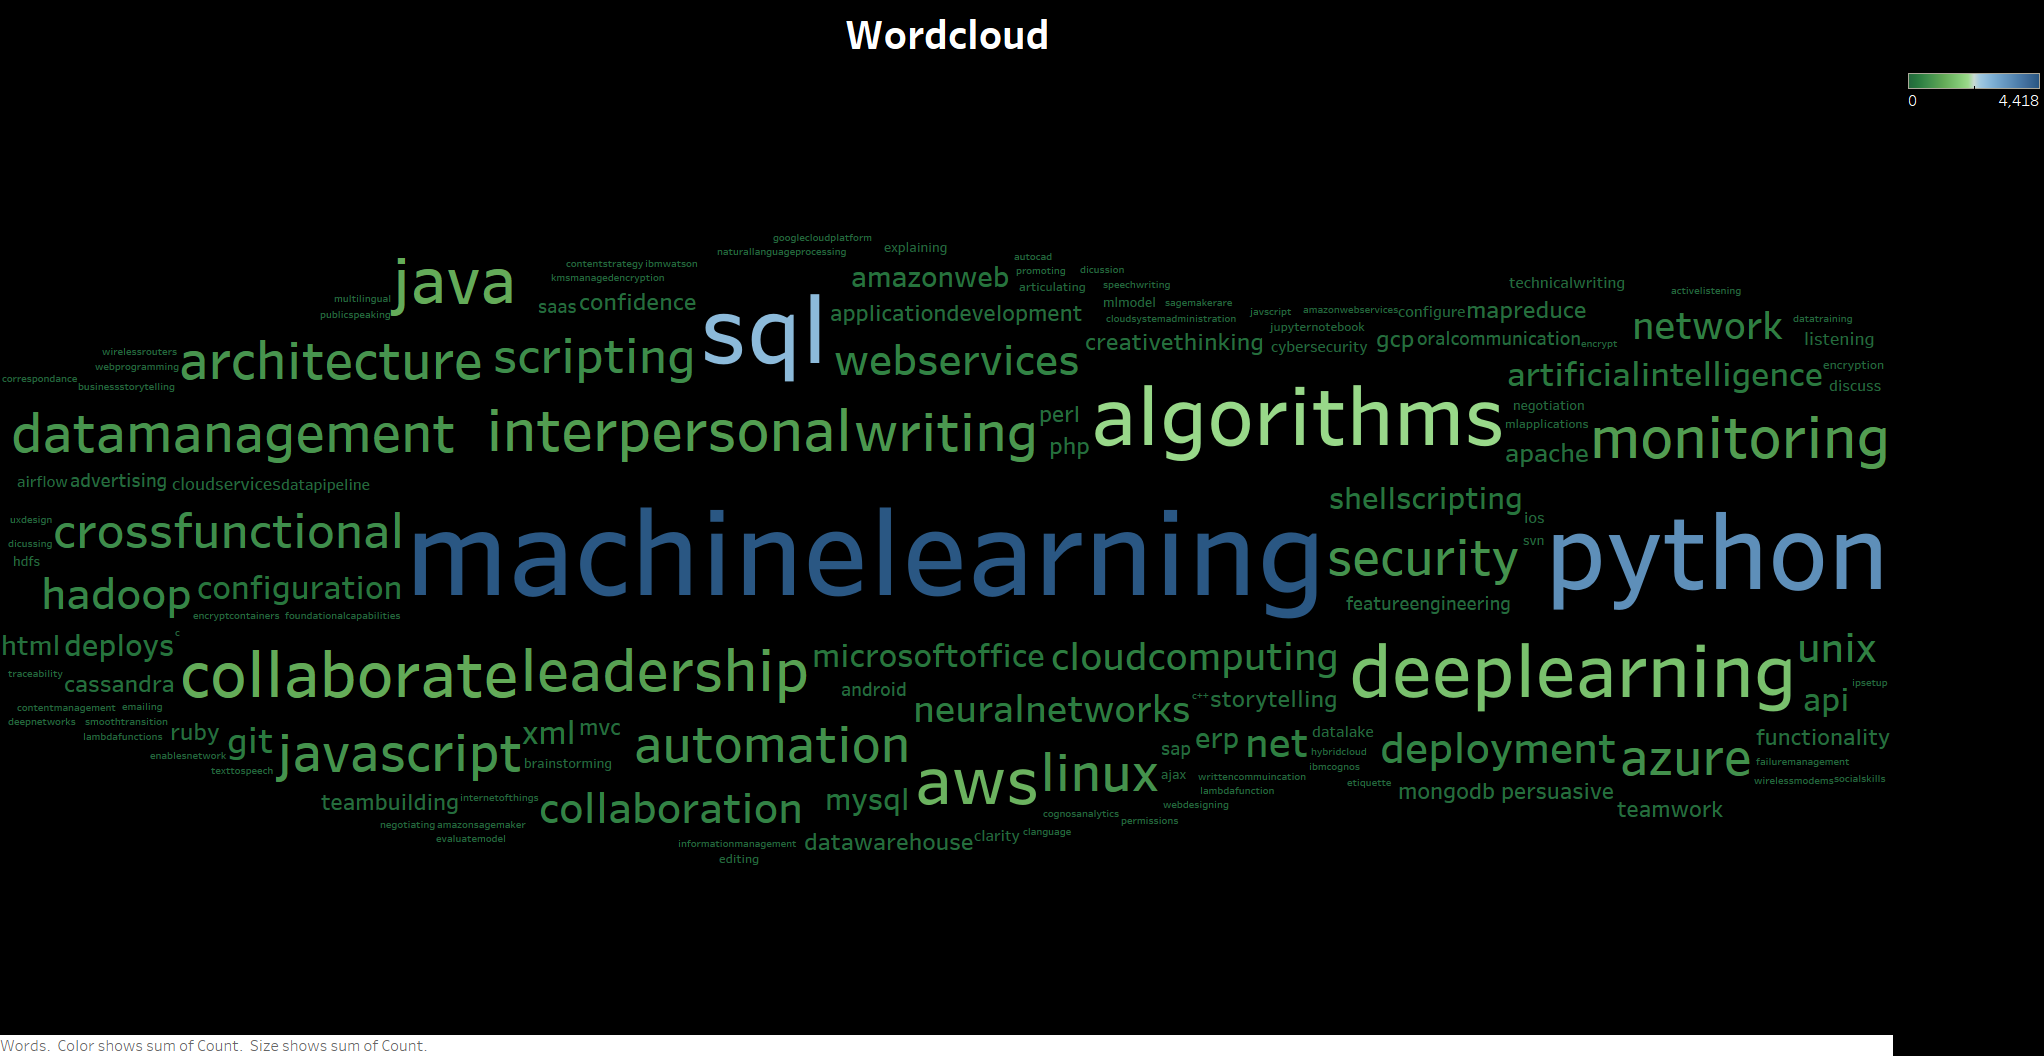 Wordcloud
0 4,418
googlecloudplatform
naturallanguageprocessing explaining
contentstrategy ibmwatson autocad
kmsmanagedencryption amazonweb promoting dicussion
java articulating speechwriting technicalwriting
multilingual saas confidence mlmodel sagemakerare activelistening
publicspeaking applicationdevelopment cloudsystemadministration javscript amazonwebservices configure mapreduce
sql jupyternotebook network datatraining
creativethinking cybersecurity gcp oralcommunication encrypt listening
wirelessrouters architecture scripting webservices
webprogramming encryption
correspondance businessstorytelling artificialintelligence discuss
perl algorithms negotiation
datamanagement interpersonal writing mlapplications monitoring
php apache
airflow advertising cloudservices datapipeline
shellscripting
uxdesign crossfunctional ios
dicussing svn
hdfs machinelearning security python
hadoop configuration featureengineering
encryptcontainers foundationalcapabilities
c
html deploys unix
microsoftoffice cloudcomputing
traceability collaborate leadership deeplearning
cassandra android ipsetup
contentmanagement emailing c++ storytelling api
deepnetworks smoothtransition neuralnetworks
lambdafunctions ruby xml mvc datalake
git erp net functionality
enablesnetwork javascript automation sap hybridcloud deployment azure
brainstorming ibmcognos failuremanagement
texttospeech linux ajax writtencommuincation wirelessmodems socialskills
aws lambdafunction etiquette
teambuilding internetofthings mysql mongodb persuasive
collaboration webdesigning teamwork
negotiating amazonsagemaker cognosanalytics permissions
evaluatemodel clarity clanguage
informationmanagement datawarehouse
editing
Words. Color shows sum of Count. Size shows sum of Count.